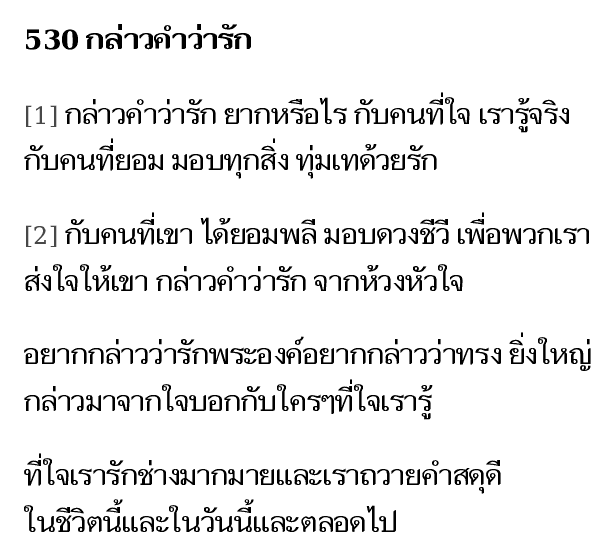 530 กล่าวคำว่ารัก
[1] กล่าวคำว่ารัก ยากหรือไร กับคนที่ใจ เรารู้จริง
กับคนที่ยอม มอบทุกสิ่ง ทุ่มเทด้วยรัก
[2] กับคนที่เขา ได้ยอมพลี มอบดวงชีวี เพื่อพวกเรา
ส่งใจให้เขา กล่าวคำว่ารัก จากห้วงหัวใจ
อยากกล่าวว่ารักพระองค์อยากกล่าวว่าทรง ยิ่งใหญ่
กล่าวมาจากใจบอกกับใครๆที่ใจเรารู้
ที่ใจเรารักช่างมากมายและเราถวายคำสดุดี
ในชีวิตนี้และในวันนี้และตลอดไป